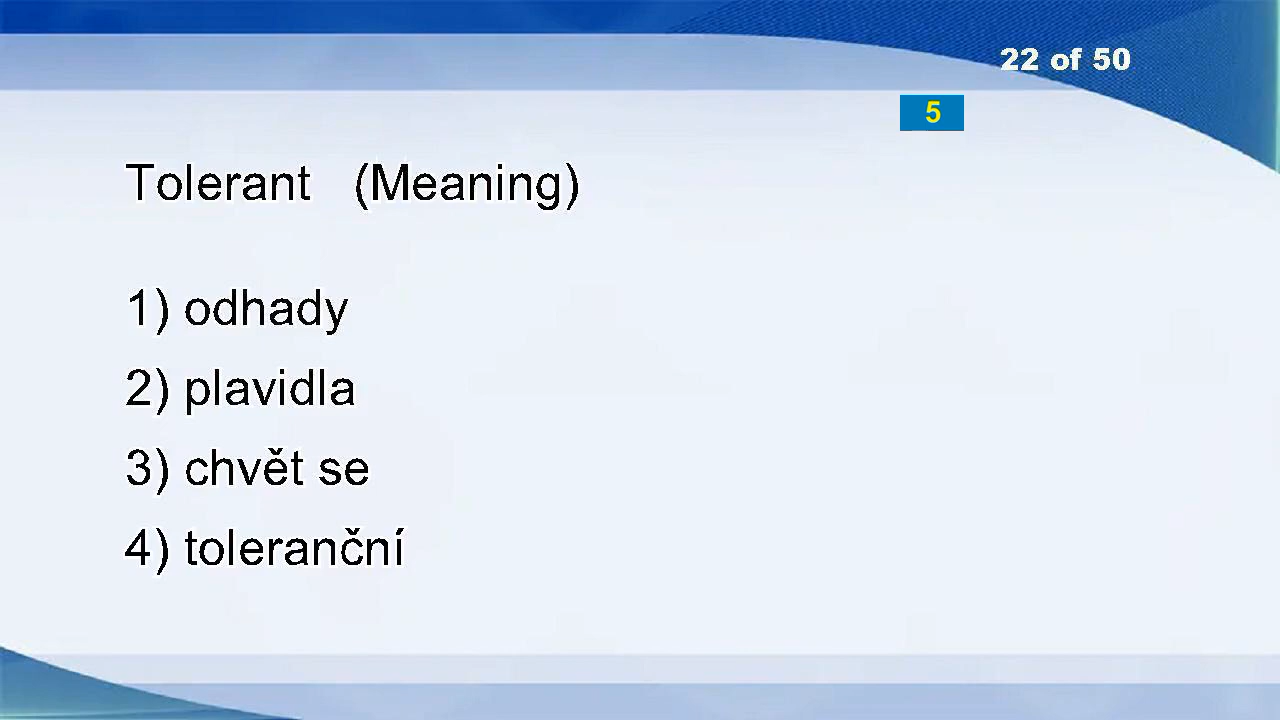 22 of 50
5
Tolerant (Meaning)
1) odhady
2) plavidla
3) chvět se
4) toleranční